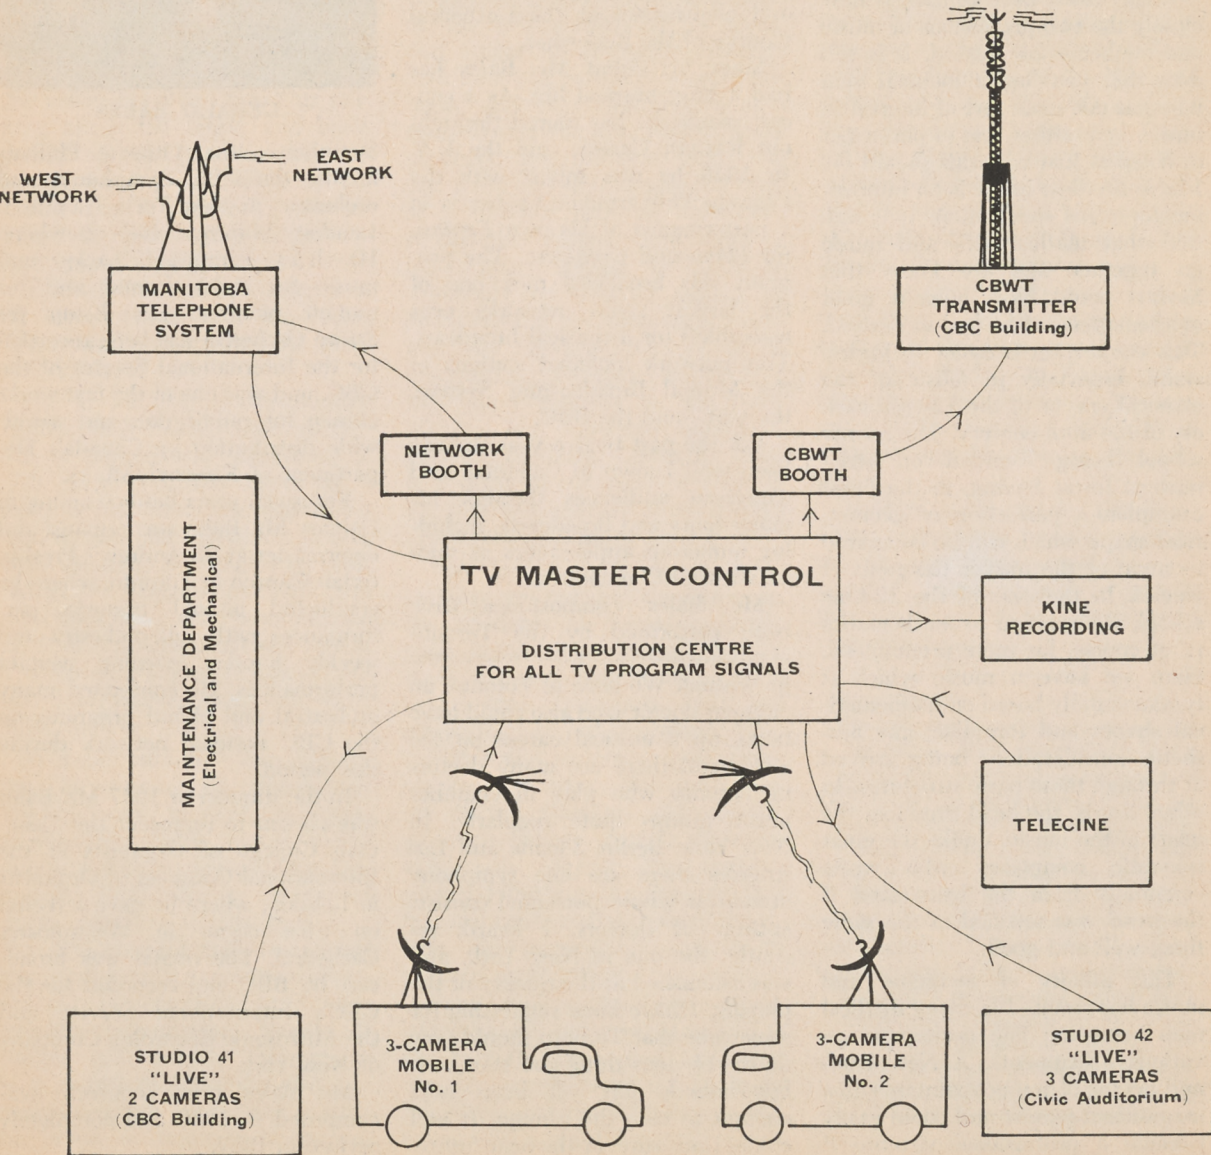 WEST
NETWORK
EAST
NETWORK
MANITOBA
TELEPHONE
SYSTEM
CBWT
TRANSMITTER
(CBC Building)
NETWORK
BOOTH
CBWT
BOOTH
MAINTENANCE DEPARTMENT
(Electrical and Mechanical)
TV MASTER CONTROL
DISTRIBUTION CENTRE
FOR ALL TV PROGRAM SIGNALS
KINE
RECORDING
TELECINE
STUDIO 41
"LIVE"
2 CAMERAS
(CBC Building)
3-CAMERA
MOBILE
No. 1
3-CAMERA
MOBILE
No. 2
STUDIO 42
"LIVE"
3 CAMERAS
(Civic Auditorium)